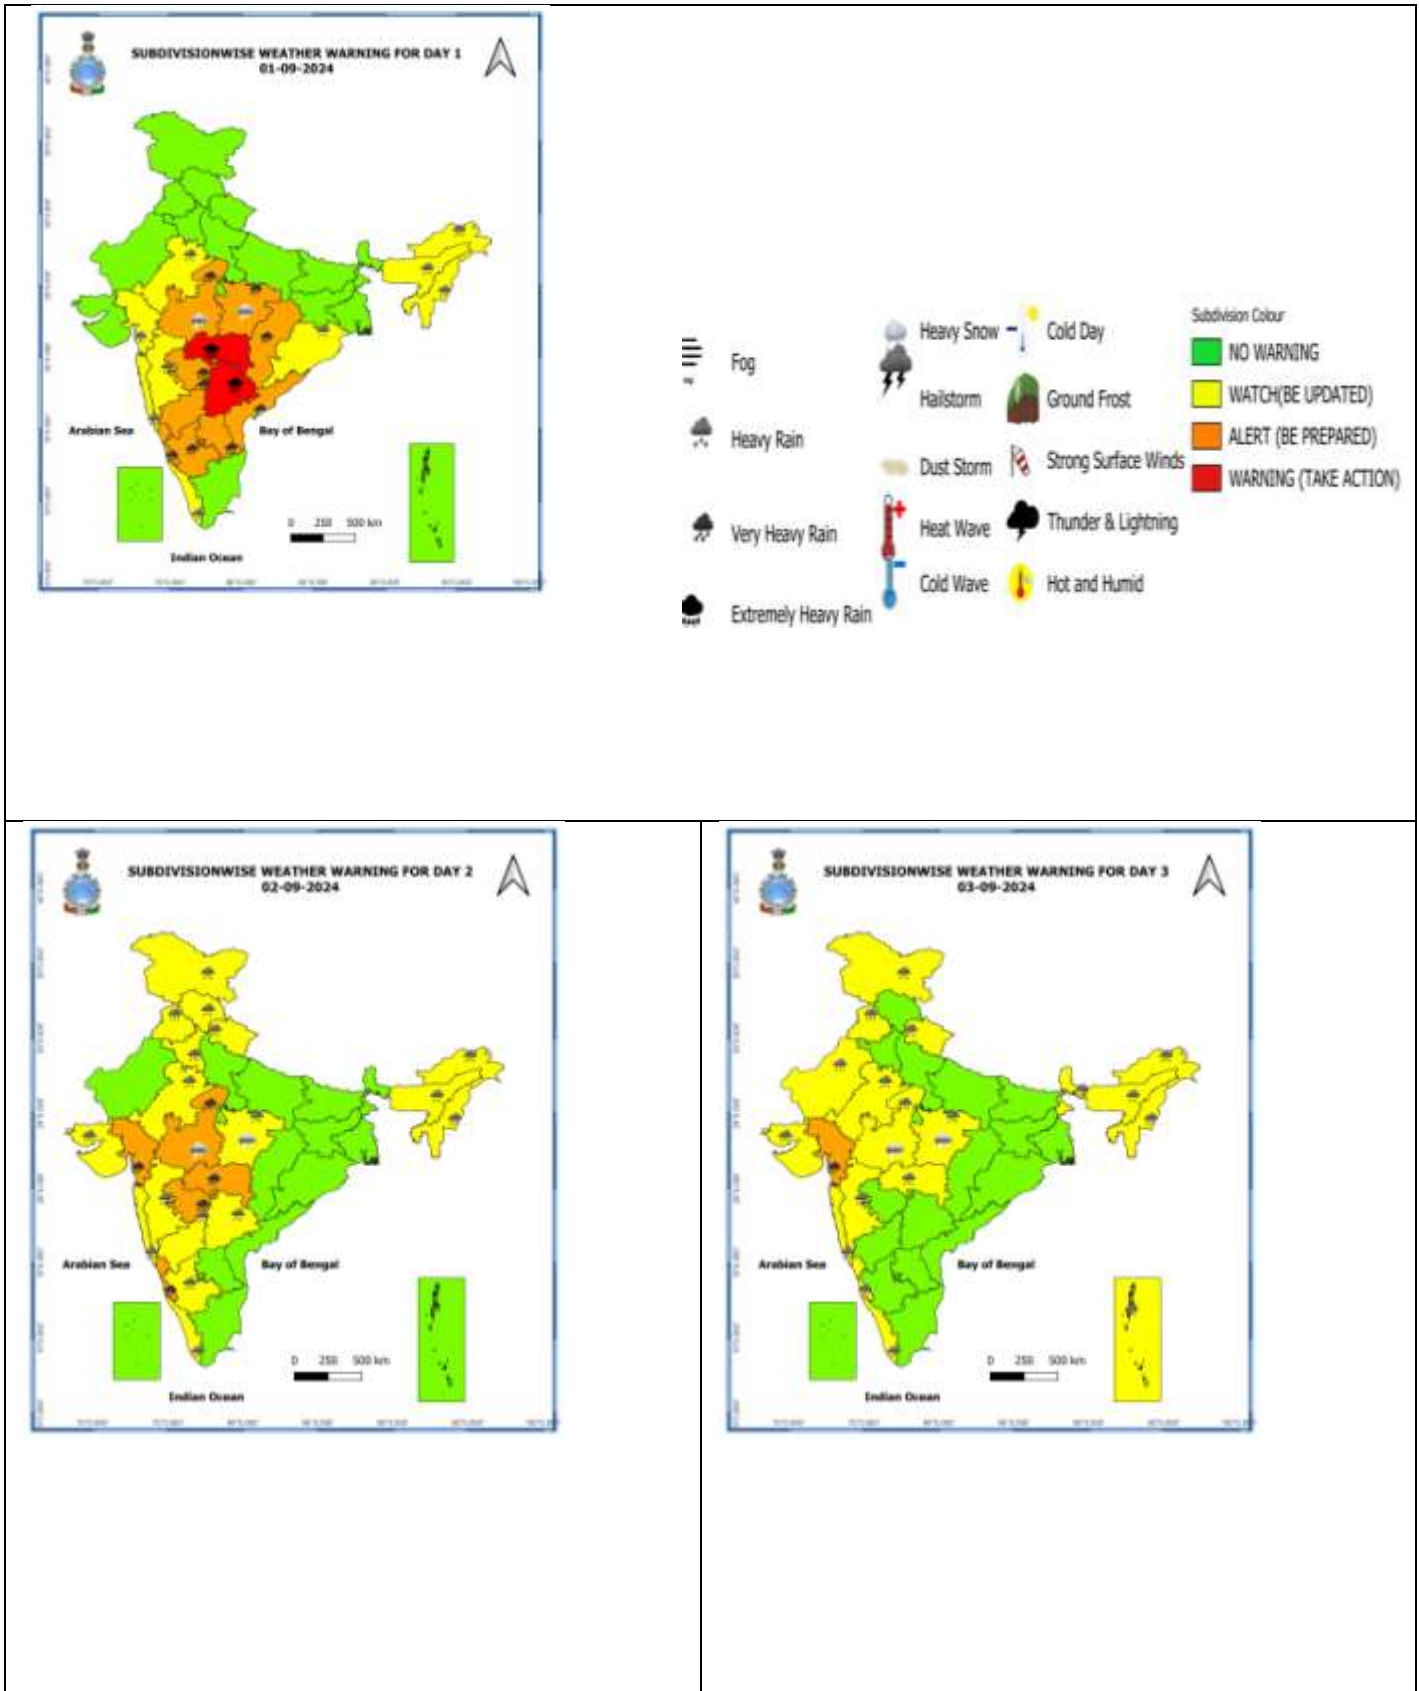 SUBDIVISIONWISE WEATHER WARNING FOR DAY 1
01-09-2024
Arabian Sea
Bay of Bengal
0 250 500 km
Indian Ocean
Fog
Heavy Rain
Very Heavy Rain
Extremely Heavy Rain
Heavy Snow
Hailstorm
Dust Storm
Heat Wave
Cold Wave
Cold Day
Ground Frost
Strong Surface Winds
Thunder & Lightning
Hot and Humid
Subdivision Colour
NO WARNING
WATCH(BE UPDATED)
ALERT (BE PREPARED)
WARNING (TAKE ACTION)
SUBDIVISIONWISE WEATHER WARNING FOR DAY 2
02-09-2024
Arabian Sea
Bay of Bengal
0 250 500 km
Indian Ocean
SUBDIVISIONWISE WEATHER WARNING FOR DAY 3
03-09-2024
Arabian Sea
Bay of Bengal
0 250 500 km
Indian Ocean